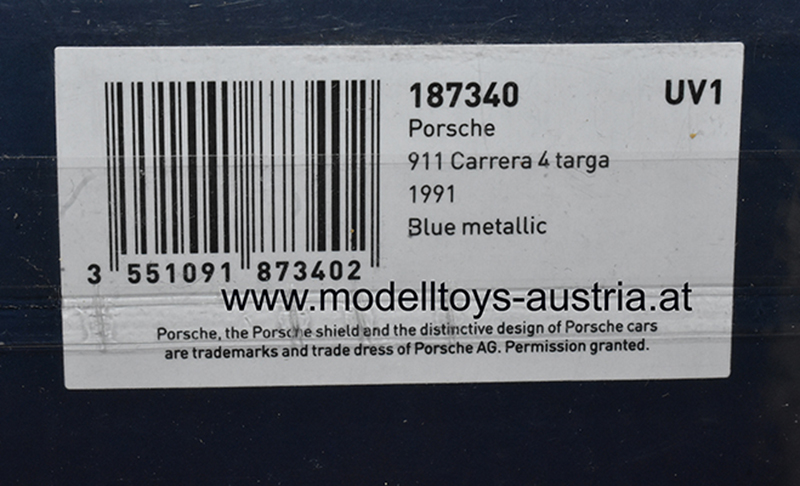 187340 UV1
Porsche
911 Carrera 4 targa
1991
Blue metallic
3 551091 873402
www.modelltoys-austria.at
Porsche, the Porsche shield and the distinctive design of Porsche cars
are trademarks and trade dress of Porsche AG. Permission granted.